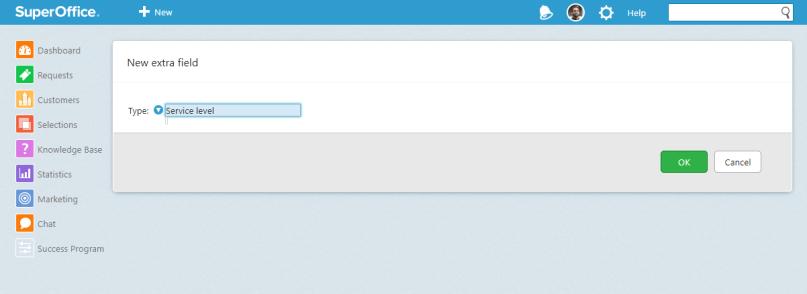 SuperOffice.
New
Help
Dashboard
Requests
Customers
Selections
Knowledge Base
Statistics
Marketing
Chat
Success Program
New extra field
Type: Service level
OK
Cancel